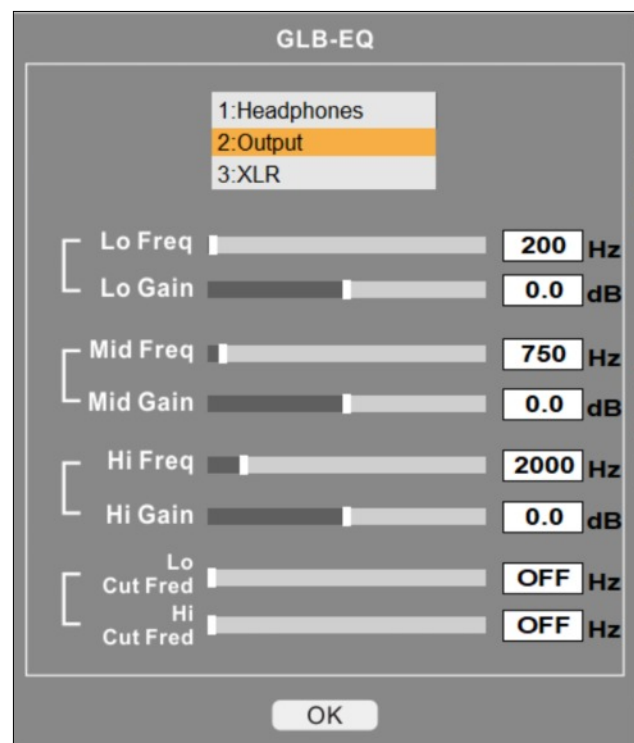 GLB-EQ
1:Headphones
2:Output
3:XLR
Lo Freq 200 Hz
Lo Gain 0.0 dB
Mid Freq 750 Hz
Mid Gain 0.0 dB
Hi Freq 2000 Hz
Hi Gain 0.0 dB
Lo
Cut Fred OFF Hz
Hi
Cut Fred OFF Hz
OK